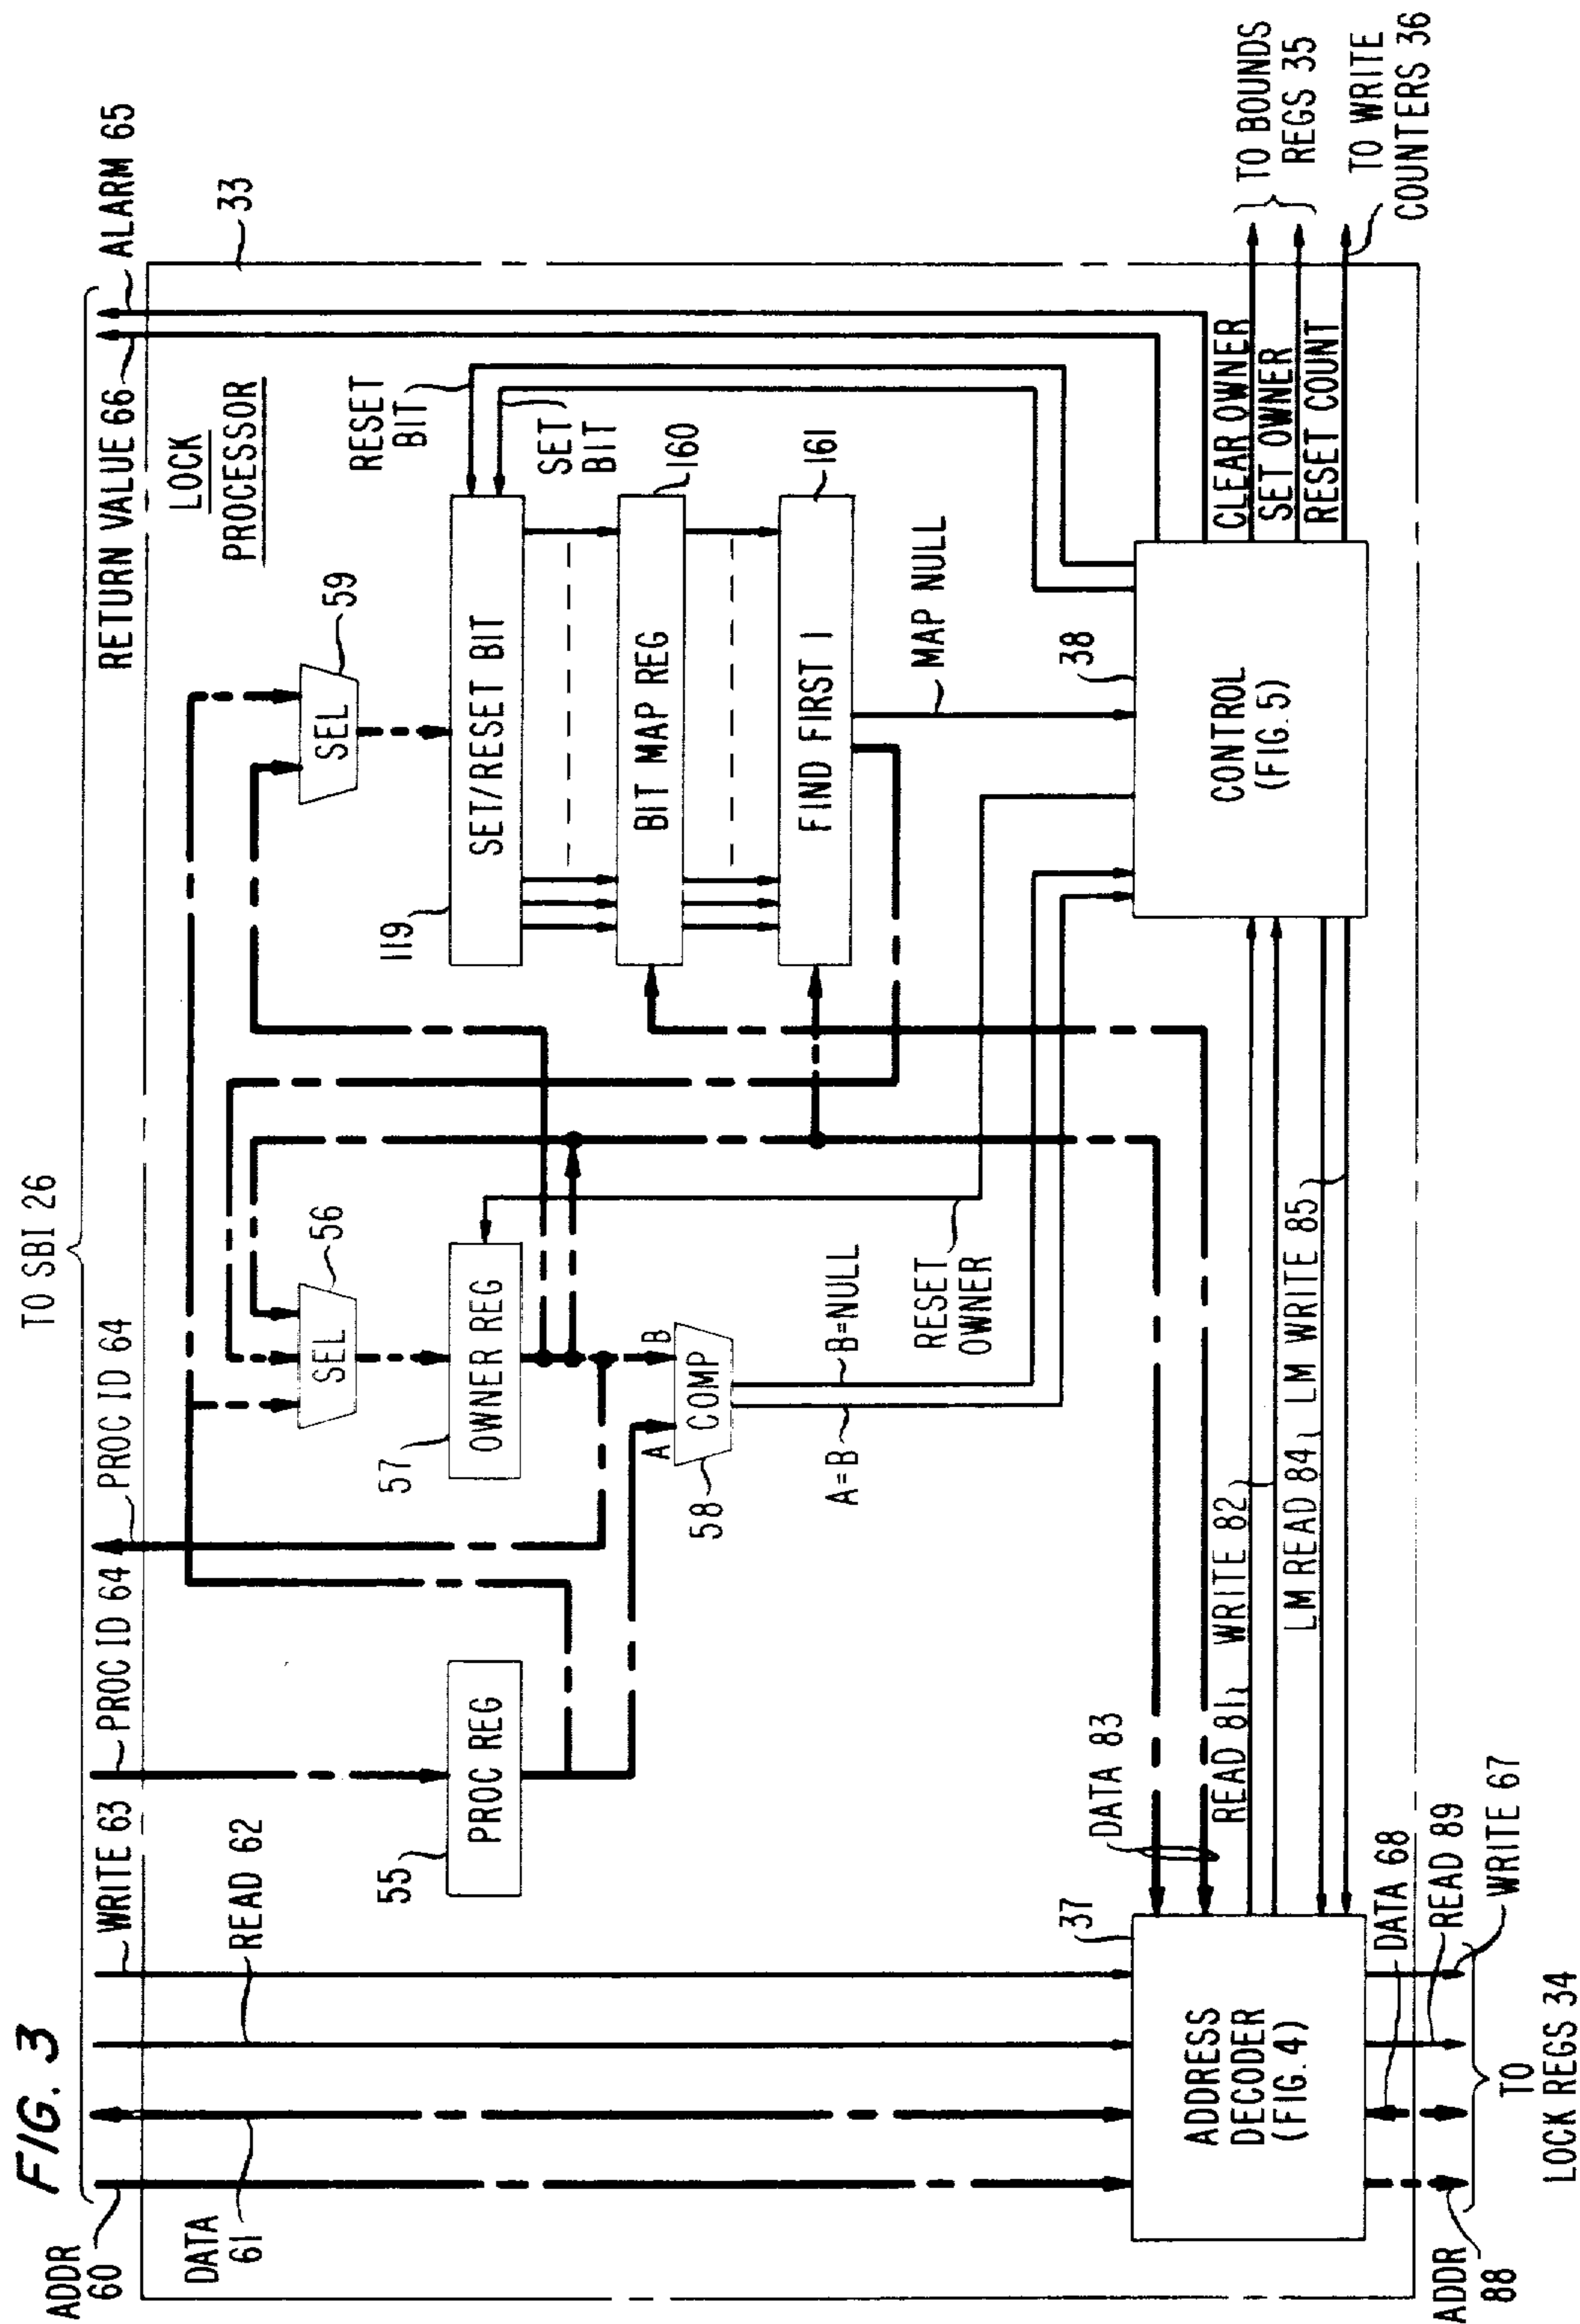 FIG. 3
TO SBI 26
ADDR
60
DATA
61
READ 62
WRITE 63
PROC ID 64
PROC ID 64
RETURN VALUE 66
ALARM 65
33
LOCK
PROCESSOR
55
PROC REG
SEL
56
57
OWNER REG
A
B
COMP
58
A=B
B=NULL
RESET
OWNER
SEL
59
RESET
BIT
SET
BIT
119
SET/RESET BIT
BIT MAP REG
160
FIND FIRST 1
161
MAP NULL
DATA 83
37
ADDRESS
DECODER
(FIG. 4)
READ 81
WRITE 82
LM READ 84
LM WRITE 85
38
CONTROL
(FIG. 5)
CLEAR OWNER
SET OWNER
RESET COUNT
TO BOUNDS
REGS 35
TO WRITE
COUNTERS 36
ADDR
88
DATA 68
READ 89
WRITE 67
TO
LOCK REGS 34